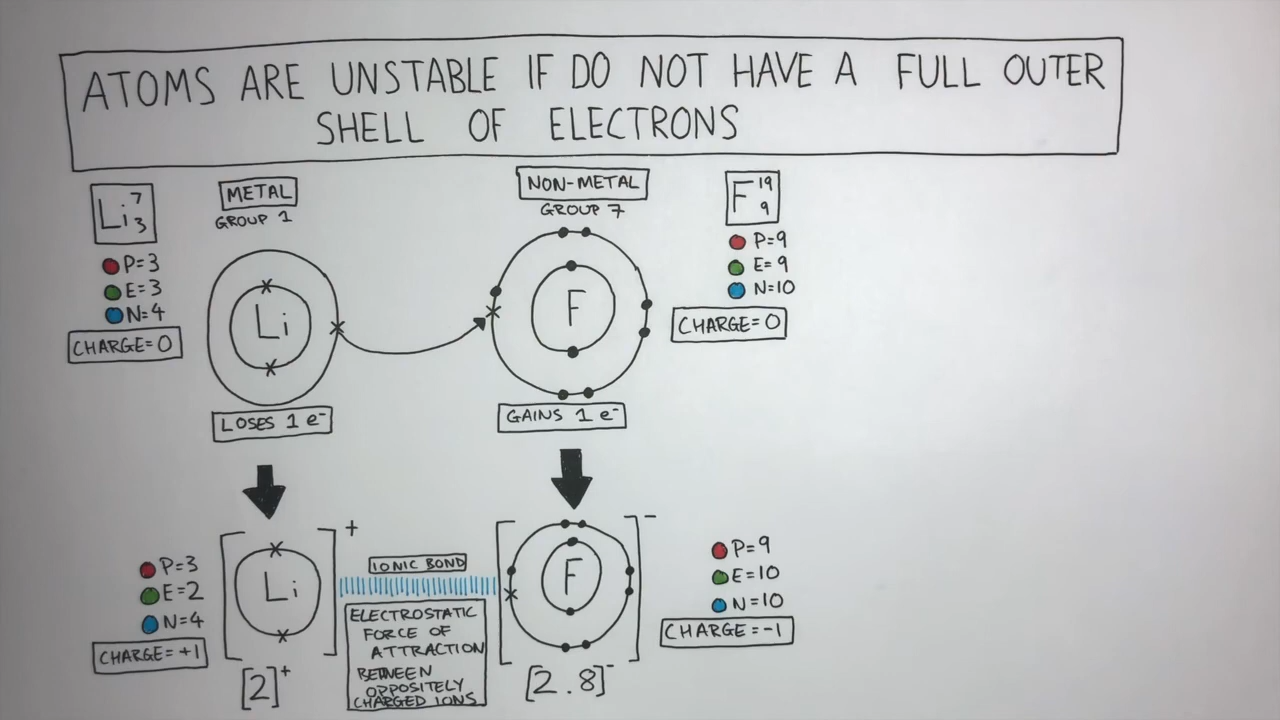 ATOMS ARE UNSTABLE IF DO NOT HAVE A FULL OUTER
SHELL OF ELECTRONS
Li 7 3
P=3
E=3
N=4
CHARGE=0
METAL
GROUP 1
Li
LOSES 1 e⁻
NON-METAL
GROUP 7
F
GAINS 1 e⁻
F 19 9
P=9
E=9
N=10
CHARGE=0
P=3
E=2
N=4
CHARGE=+1
Li +
[2]⁺
IONIC BOND
ELECTROSTATIC
FORCE OF
ATTRACTION
BETWEEN
OPPOSITELY
CHARGED IONS
F −
[2.8]⁻
P=9
E=10
N=10
CHARGE=-1